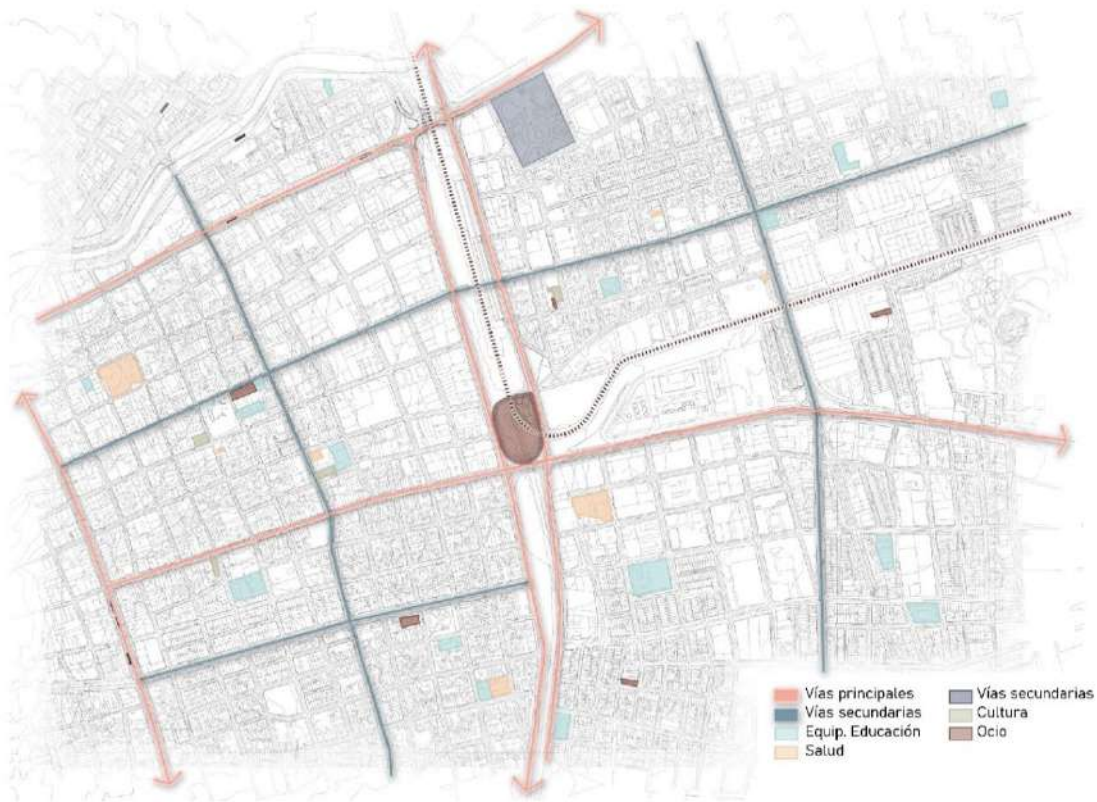 Vías principales
Vías secundarias
Equip. Educación
Salud
Vías secundarias
Cultura
Ocio